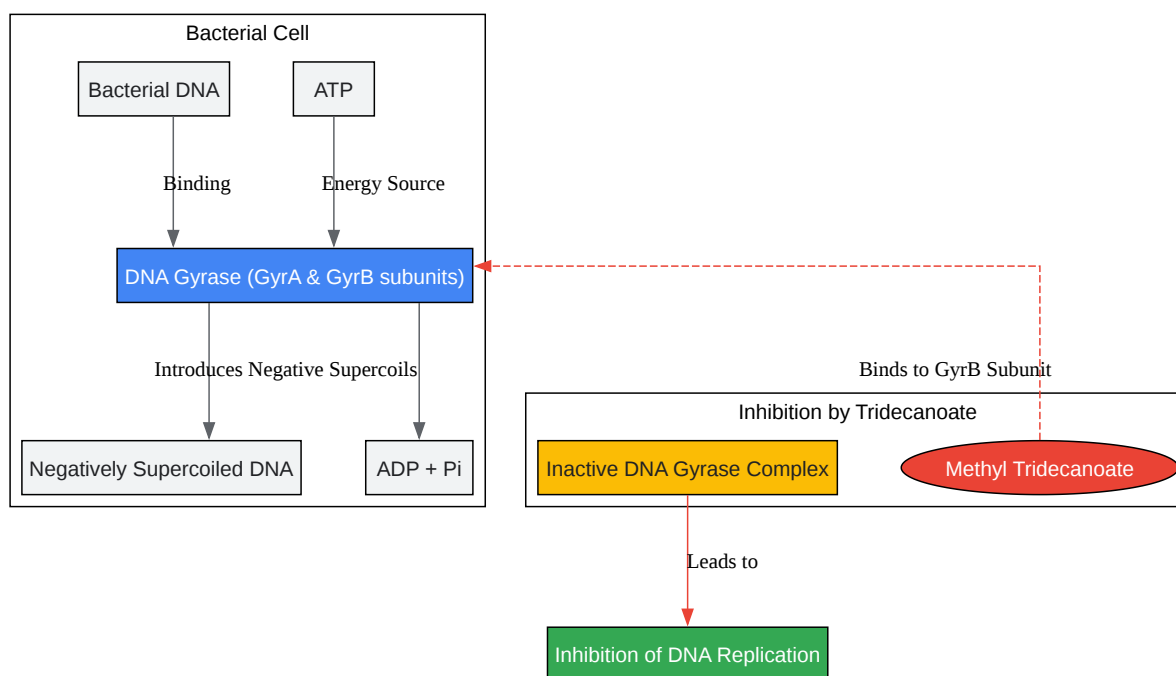 Bacterial Cell
Bacterial DNA
ATP
Binding
Energy Source
DNA Gyrase (GyrA & GyrB subunits)
Introduces Negative Supercoils
Binds to GyrB Subunit
Negatively Supercoiled DNA
ADP + Pi
Inhibition by Tridecanoate
Inactive DNA Gyrase Complex
Methyl Tridecanoate
Leads to
Inhibition of DNA Replication